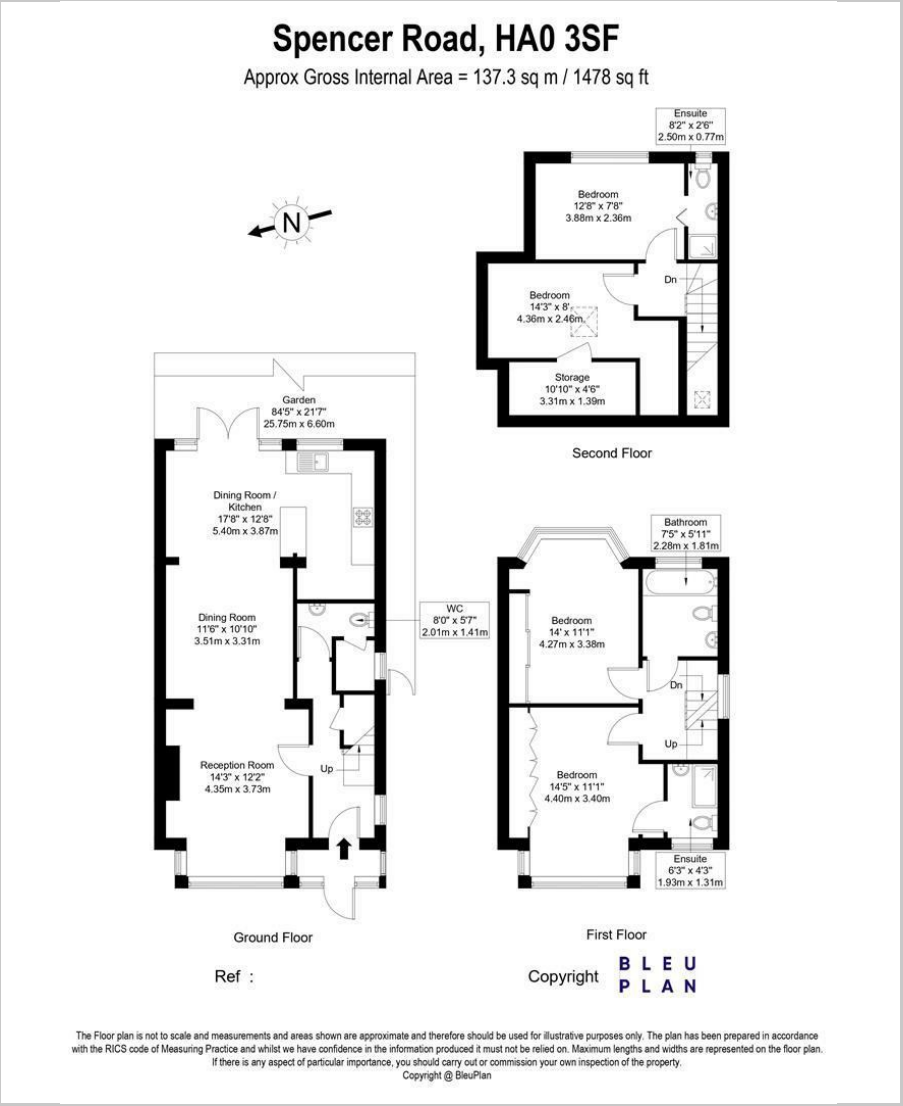 Spencer Road, HA0 3SF
Approx Gross Internal Area = 137.3 sq m / 1478 sq ft
Ensuite
8'2" x 2'6"
2.50m x 0.77m
Bedroom
12'8" x 7'8"
3.88m x 2.36m
N
Dn
Bedroom
14'3" x 8'
4.36m x 2.46m
Storage
10'10" x 4'6"
3.31m x 1.39m
Second Floor
Garden
84'5" x 21'7"
25.75m x 6.60m
Dining Room /
Kitchen
17'8" x 12'8"
5.40m x 3.87m
Dining Room
11'6" x 10'10"
3.51m x 3.31m
WC
8'0" x 5'7"
2.01m x 1.41m
Reception Room
14'3" x 12'2"
4.35m x 3.73m
Up
Ground Floor
Bathroom
7'5" x 5'11"
2.28m x 1.81m
Bedroom
14' x 11'1"
4.27m x 3.38m
Dn
Up
Bedroom
14'5" x 11'1"
4.40m x 3.40m
Ensuite
6'3" x 4'3"
1.93m x 1.31m
First Floor
Ref :
Copyright
BLEU
PLAN
The Floor plan is not to scale and measurements and areas shown are approximate and therefore should be used for illustrative purposes only. The plan has been prepared in accordance
with the RICS code of Measuring Practice and whilst we have confidence in the information produced it must not be relied on. Maximum lengths and widths are represented on the floor plan.
If there is any aspect of particular importance, you should carry out or commission your own inspection of the property.
Copyright @ BleuPlan